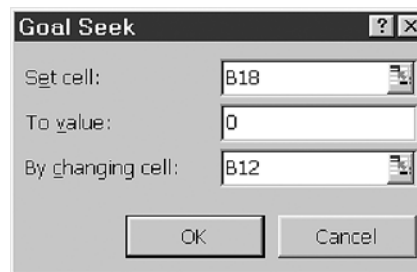 Goal Seek
Set cell: B18
To value: 0
By changing cell: B12
OK Cancel